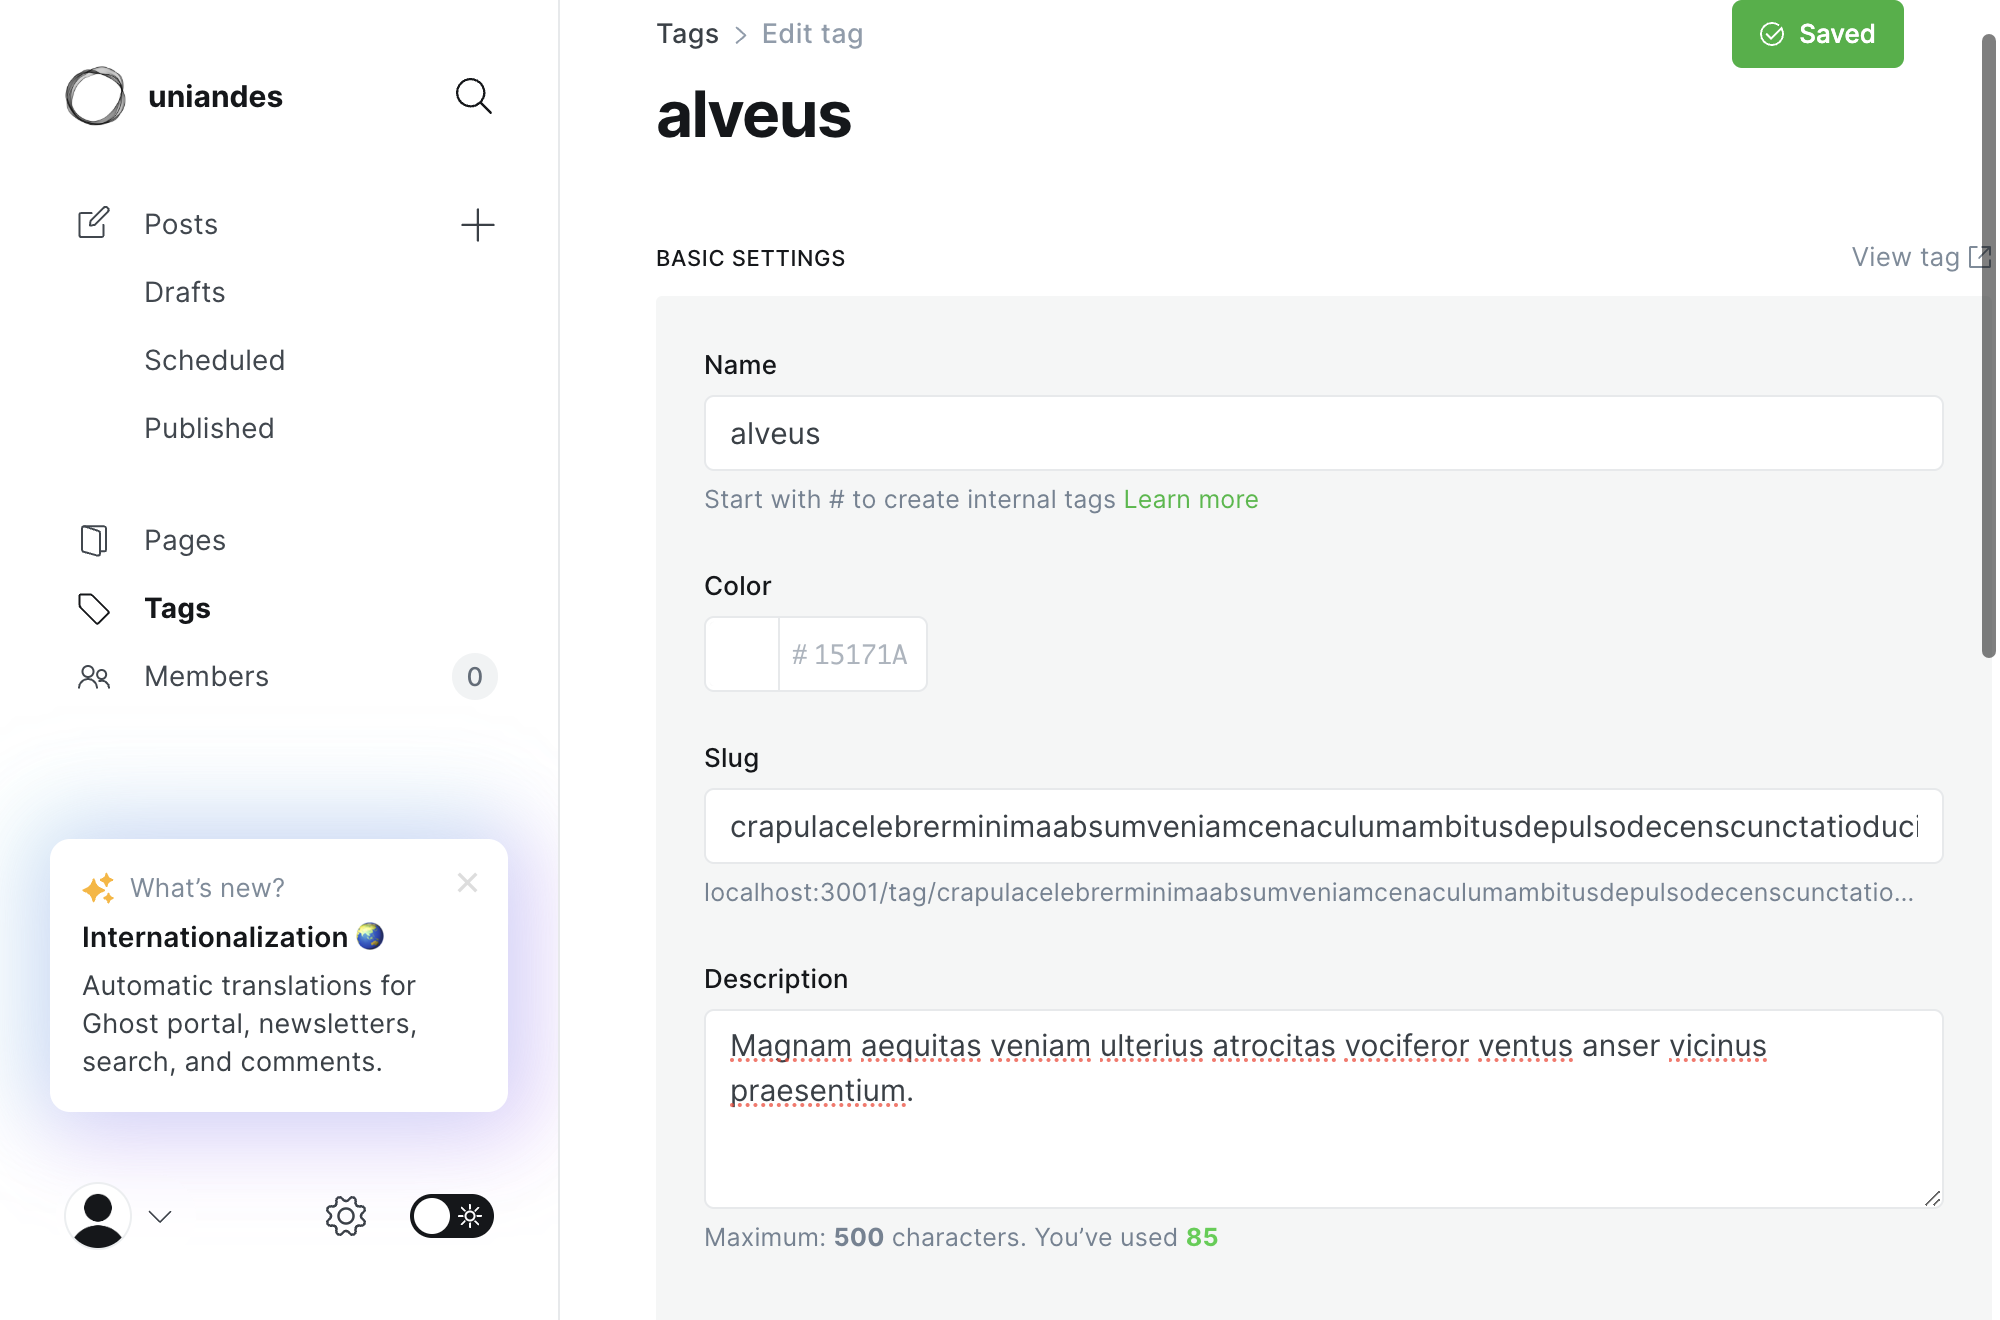 uniandes
Posts
Drafts
Scheduled
Published
Pages
Tags
Members
0
What’s new?
Internationalization
Automatic translations for
Ghost portal, newsletters,
search, and comments.
Tags > Edit tag
Saved
alveus
BASIC SETTINGS
View tag
Name
alveus
Start with # to create internal tags Learn more
Color
# 15171A
Slug
crapulacelebrerminimaabsumveniamcenaculumambitusdepulsodecenscunctatioduci
localhost:3001/tag/crapulacelebrerminimaabsumveniamcenaculumambitusdepulsodecenscunctatio...
Description
Magnam aequitas veniam ulterius atrocitas vociferor ventus anser vicinus
praesentium.
Maximum: 500 characters. You’ve used 85